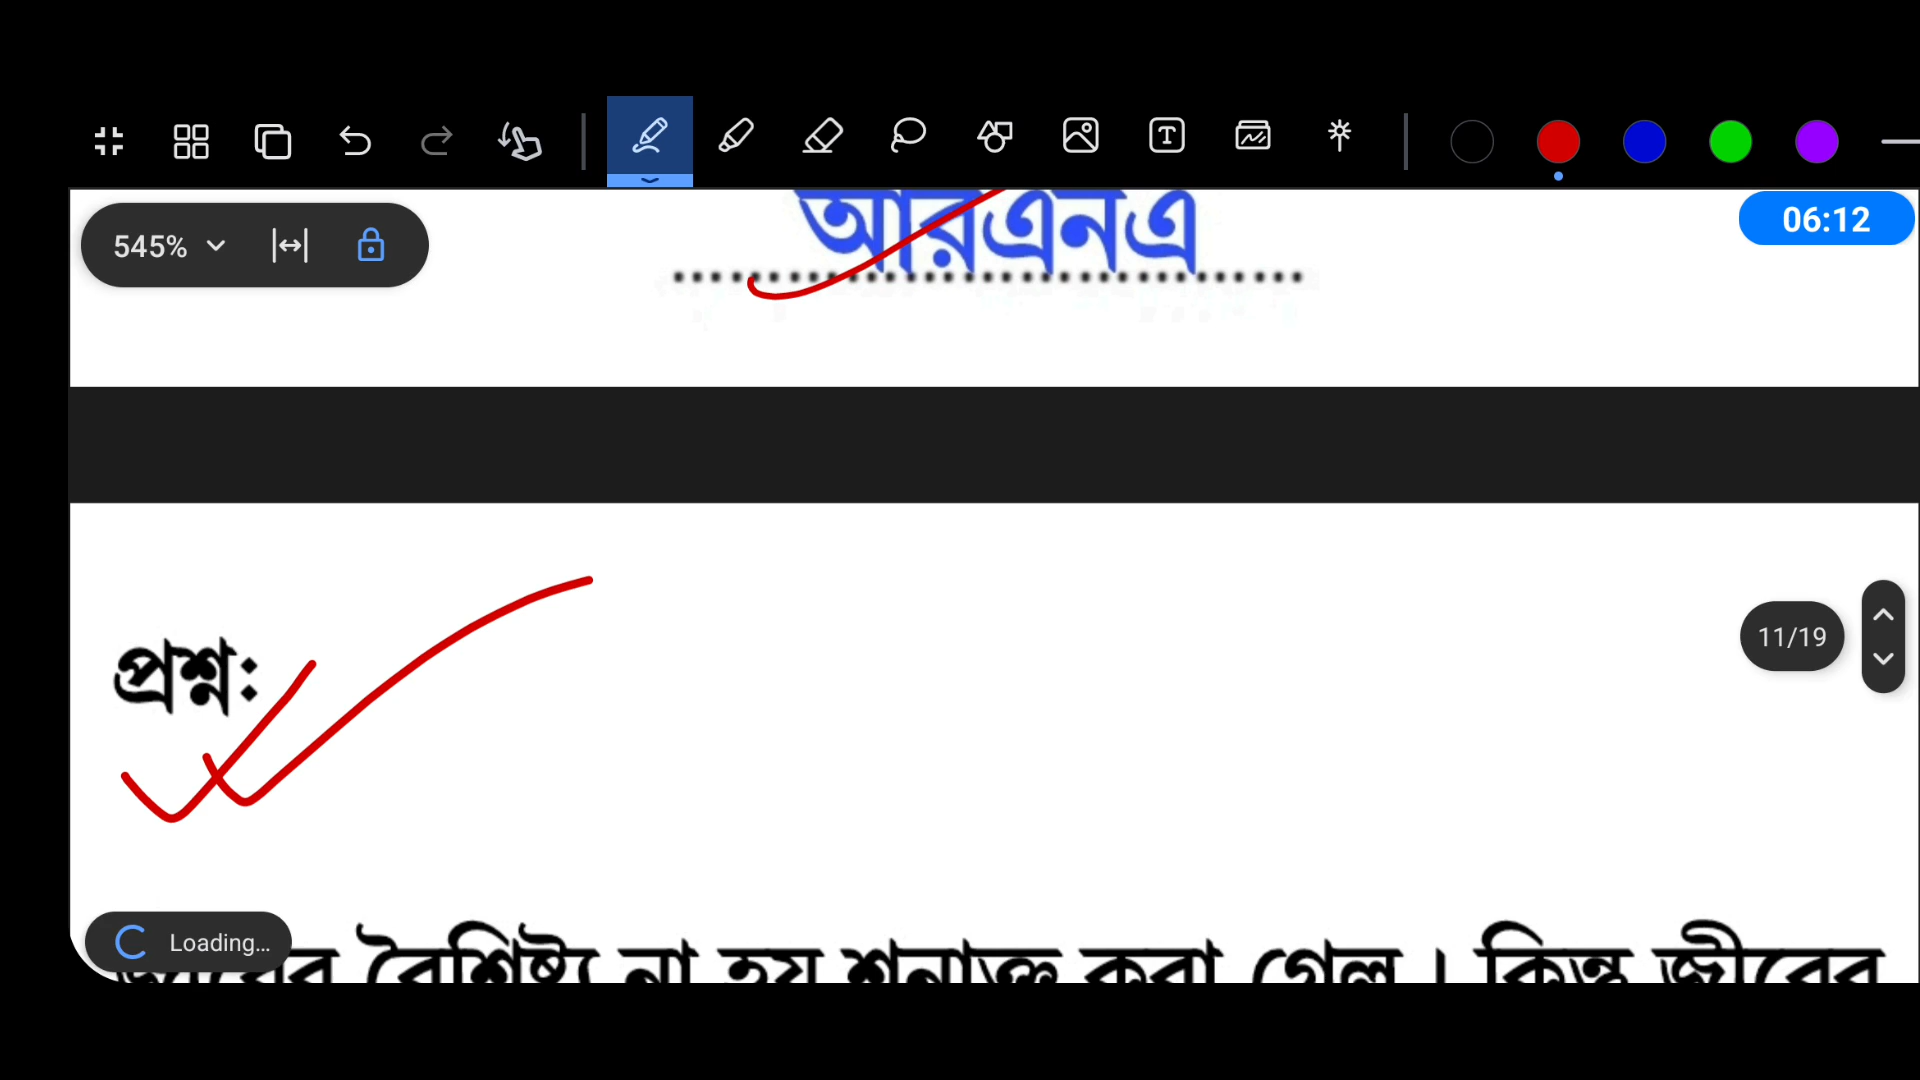 আরএনএ
545%
06:12
প্রশ্ন:
11/19
Loading...
জীবের বৈশিষ্ট্য না হয় শনাক্ত করা গেল। কিন্তু জীবের